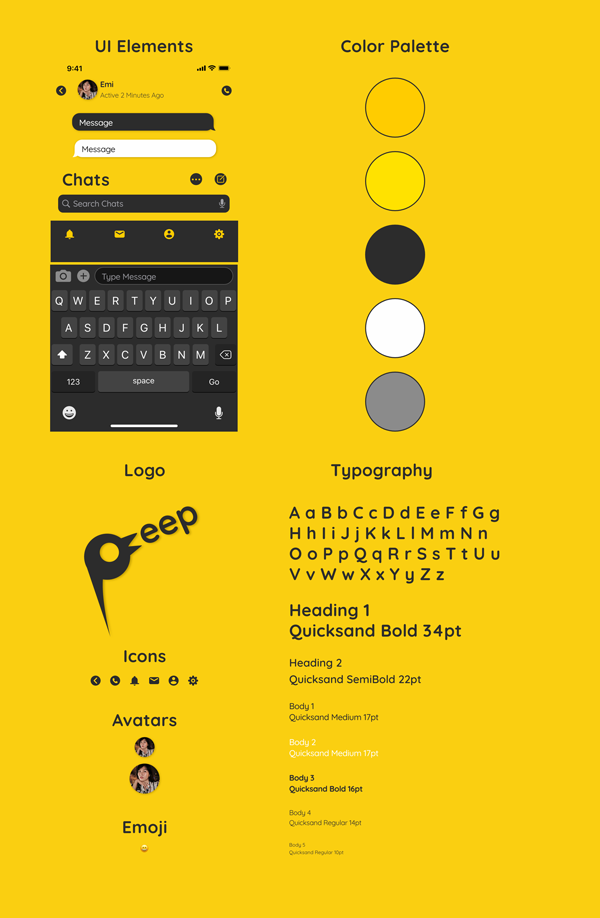 UI Elements
9:41
Emi
Active 2 Minutes Ago
Message
Message
Chats
Search Chats
Type Message
Q W E R T Y U I O P
A S D F G H J K L
Z X C V B N M
123 space Go
Color Palette
Logo
Peep
Icons
Avatars
Emoji
Typography
A a B b C c D d E e F f G g
H h I i J j K k L l M m N n
O o P p Q q R r S s T t U u
V v W w X x Y y Z z
Heading 1
Quicksand Bold 34pt
Heading 2
Quicksand SemiBold 22pt
Body 1
Quicksand Medium 17pt
Body 2
Quicksand Medium 17pt
Body 3
Quicksand Bold 16pt
Body 4
Quicksand Regular 14pt
Body 5
Quicksand Regular 10pt